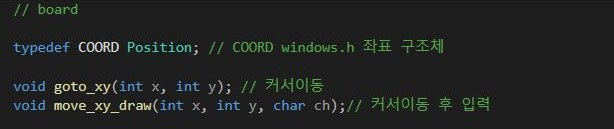 // board
typedef COORD Position; // COORD windows.h 좌표 구조체
void goto_xy(int x, int y); // 커서이동
void move_xy_draw(int x, int y, char ch);// 커서이동 후 입력